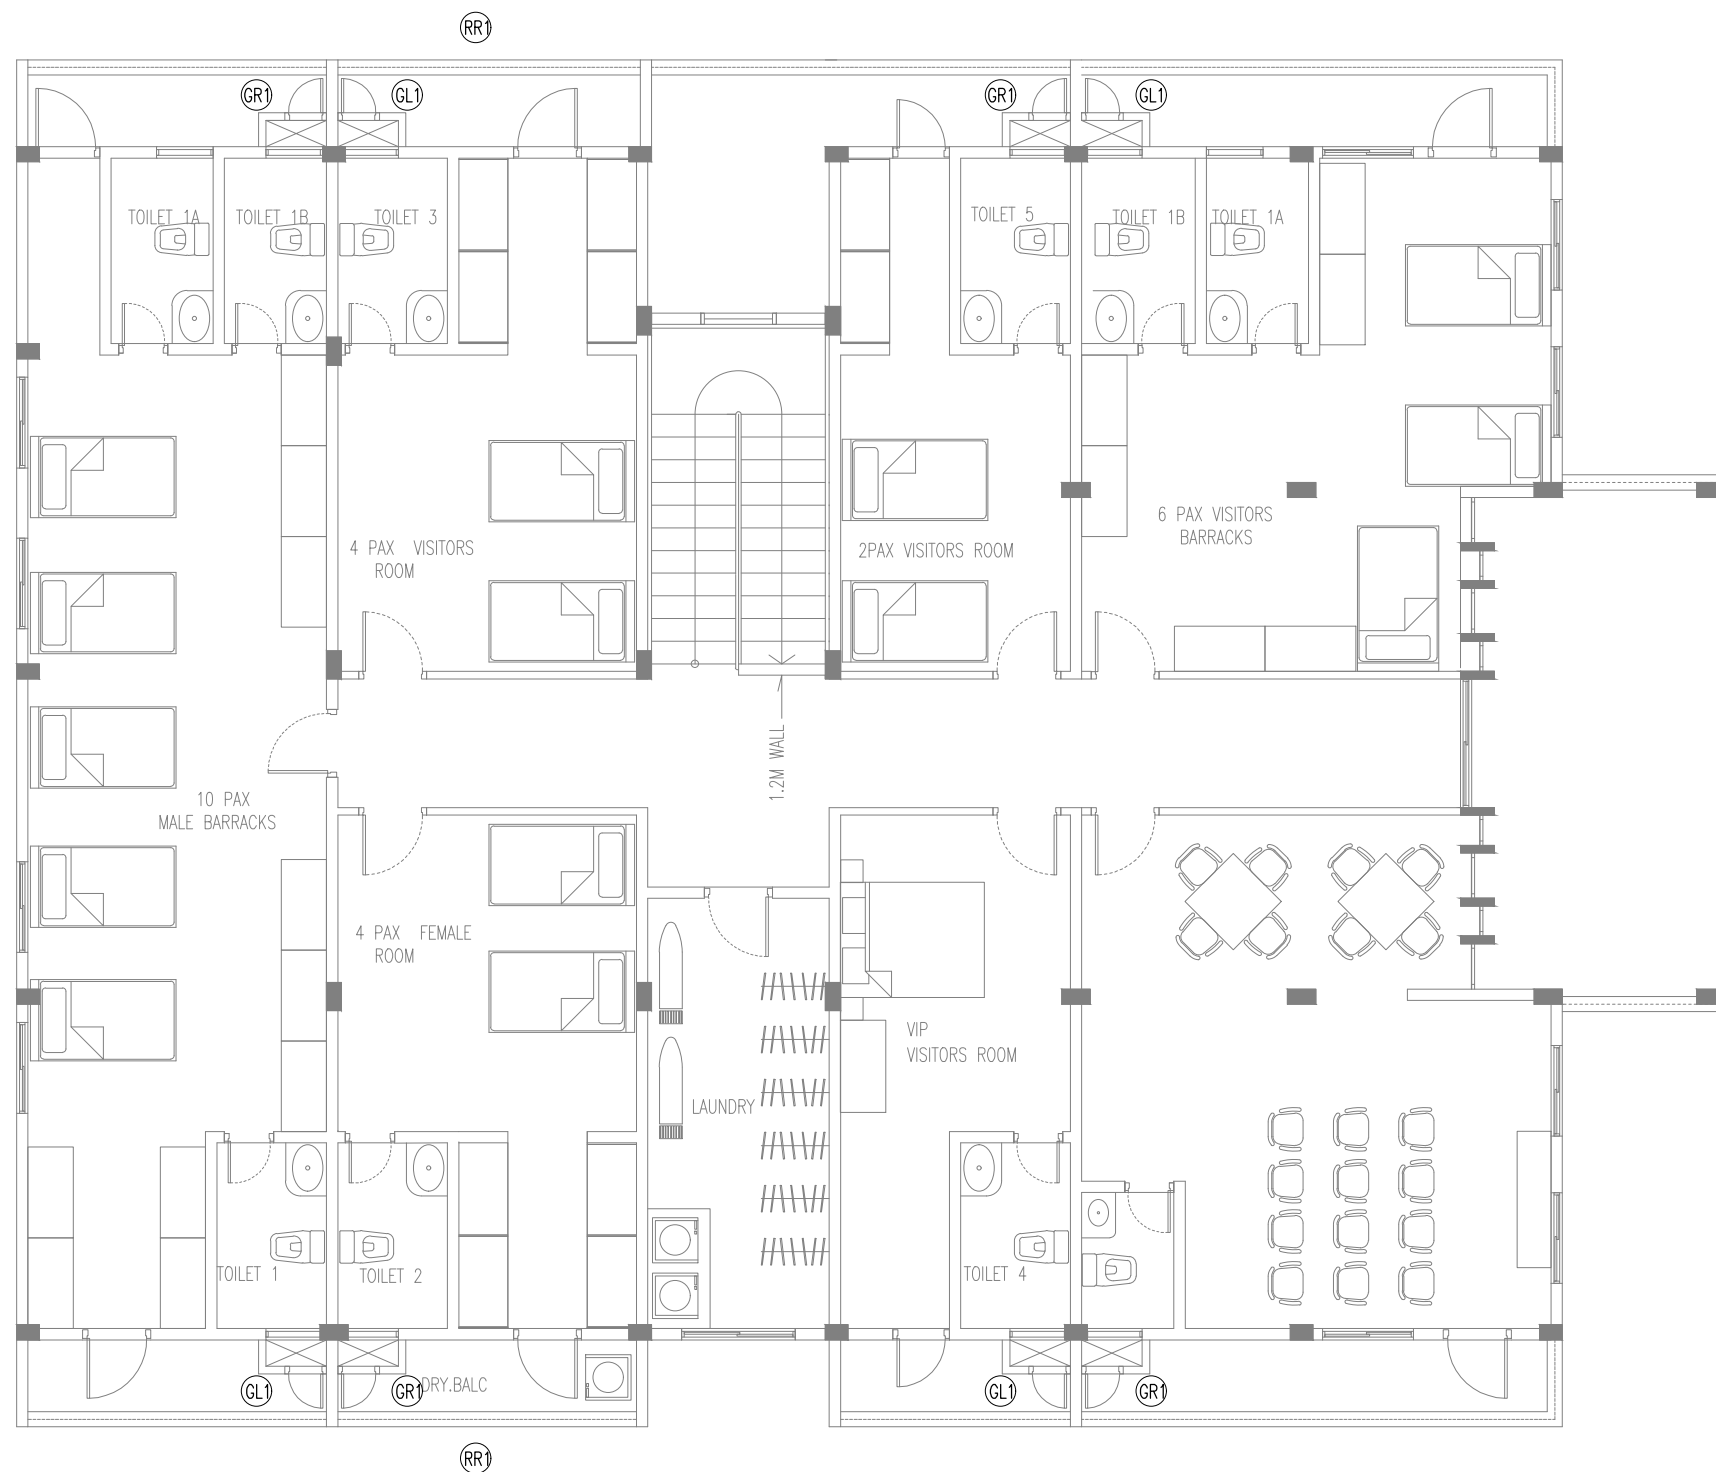 RR1
GR1
GL1
GR1
GL1
TOILET 1A
TOILET 1B
TOILET 3
TOILET 5
TOILET 1B
TOILET 1A
4 PAX VISITORS
ROOM
2PAX VISITORS ROOM
6 PAX VISITORS
BARRACKS
1.2M WALL
10 PAX
MALE BARRACKS
4 PAX FEMALE
ROOM
VIP
VISITORS ROOM
LAUNDRY
TOILET 1
TOILET 2
TOILET 4
GL1
GR1
DRY.BALC
GL1
GR1
RR1